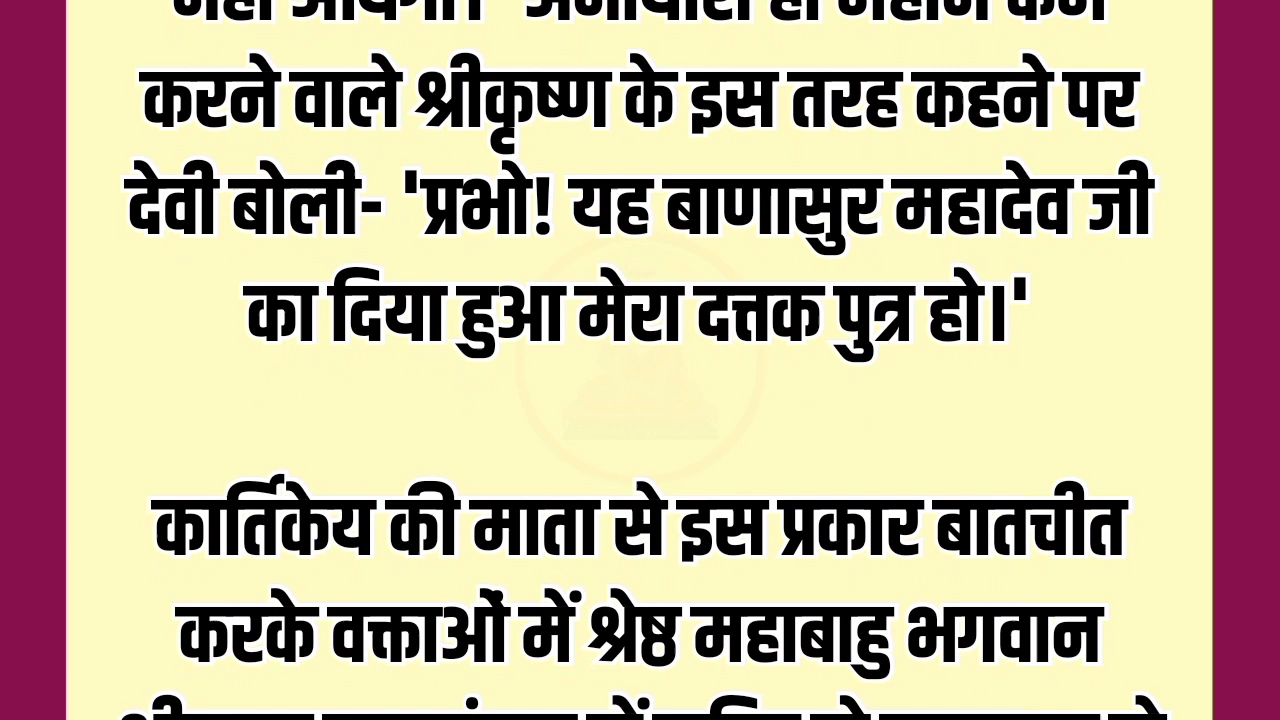 करने वाले श्रीकृष्ण के इस तरह कहने पर
देवी बोली- 'प्रभो! यह बाणासुर महादेव जी
का दिया हुआ मेरा दत्तक पुत्र हो।'
कार्तिकेय की माता से इस प्रकार बातचीत
करके वक्ताओं में श्रेष्ठ महाबाहु भगवान